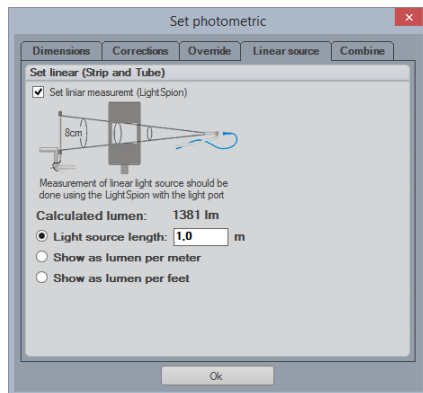 Set photometric
Dimensions Corrections Override Linear source Combine
Set linear (Strip and Tube)
Set liniar measuremt (LightSpion)
8cm
Measurement of linear light source should be
done using the LightSpion with the light port
Calculated lumen: 1381 lm
Light source length: 1,0 m
Show as lumen per meter
Show as lumen per feet
Ok